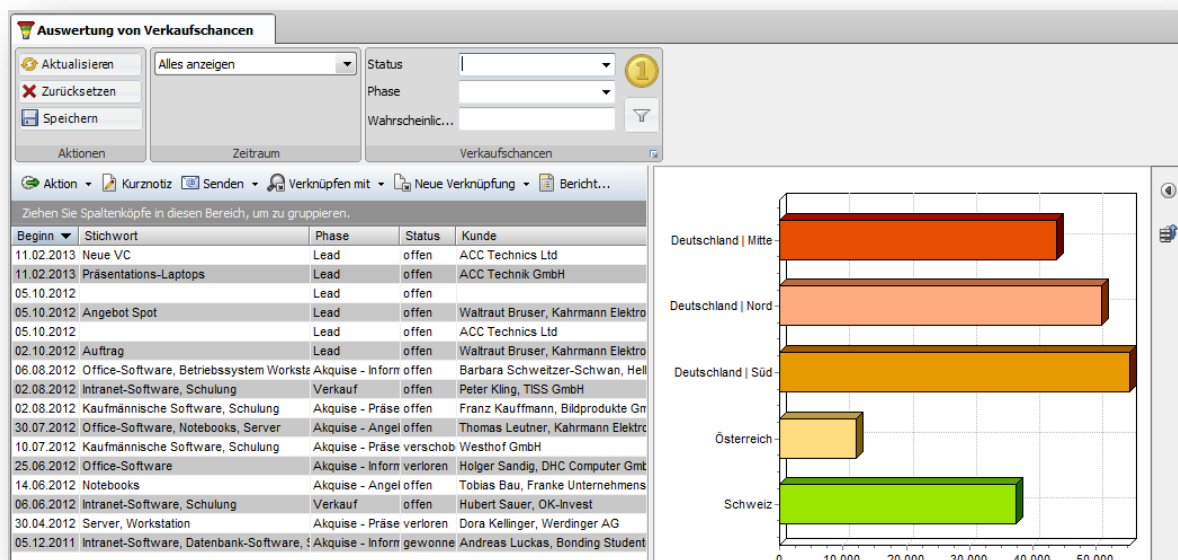 Auswertung von Verkaufschancen
Aktualisieren
Zurücksetzen
Speichern
Aktionen
Alles anzeigen
Zeitraum
Status
Phase
Wahrscheinlic...
1
Verkaufschancen
Aktion Kurznotiz Senden Verknüpfen mit Neue Verknüpfung Bericht...
Ziehen Sie Spaltenköpfe in diesen Bereich, um zu gruppieren.
Beginn Stichwort Phase Status Kunde
11.02.2013 Neue VC Lead offen ACC Technics Ltd
11.02.2013 Präsentations-Laptops Lead offen ACC Technik GmbH
05.10.2012 Lead offen
05.10.2012 Angebot Spot Lead offen Waltraut Bruser, Kahrmann Elektro
05.10.2012 Lead offen ACC Technics Ltd
02.10.2012 Auftrag Lead offen Waltraut Bruser, Kahrmann Elektro
06.08.2012 Office-Software, Betriebssystem Worksta Akquise - Inform offen Barbara Schweitzer-Schwan, Hell
02.08.2012 Intranet-Software, Schulung Verkauf offen Peter Kling, TISS GmbH
02.08.2012 Kaufmännische Software, Schulung Akquise - Präse offen Franz Kauffmann, Bildprodukte Gm
30.07.2012 Office-Software, Notebooks, Server Akquise - Angel offen Thomas Leutner, Kahrmann Elektro
10.07.2012 Kaufmännische Software, Schulung Akquise - Präse verschob Westhof GmbH
25.06.2012 Office-Software Akquise - Inform verloren Holger Sandig, DHC Computer Gmb
14.06.2012 Notebooks Akquise - Angel offen Tobias Bau, Franke Unternehmens
06.06.2012 Intranet-Software, Schulung Verkauf offen Hubert Sauer, OK-Invest
30.04.2012 Server, Workstation Akquise - Präse verloren Dora Kellinger, Werdinger AG
05.12.2011 Intranet-Software, Datenbank-Software, S Akquise - Inform gewonne Andreas Luckas, Bonding Student
Deutschland | Mitte
Deutschland | Nord
Deutschland | Süd
Österreich
Schweiz
0 10.000 20.000 30.000 40.000 50.000